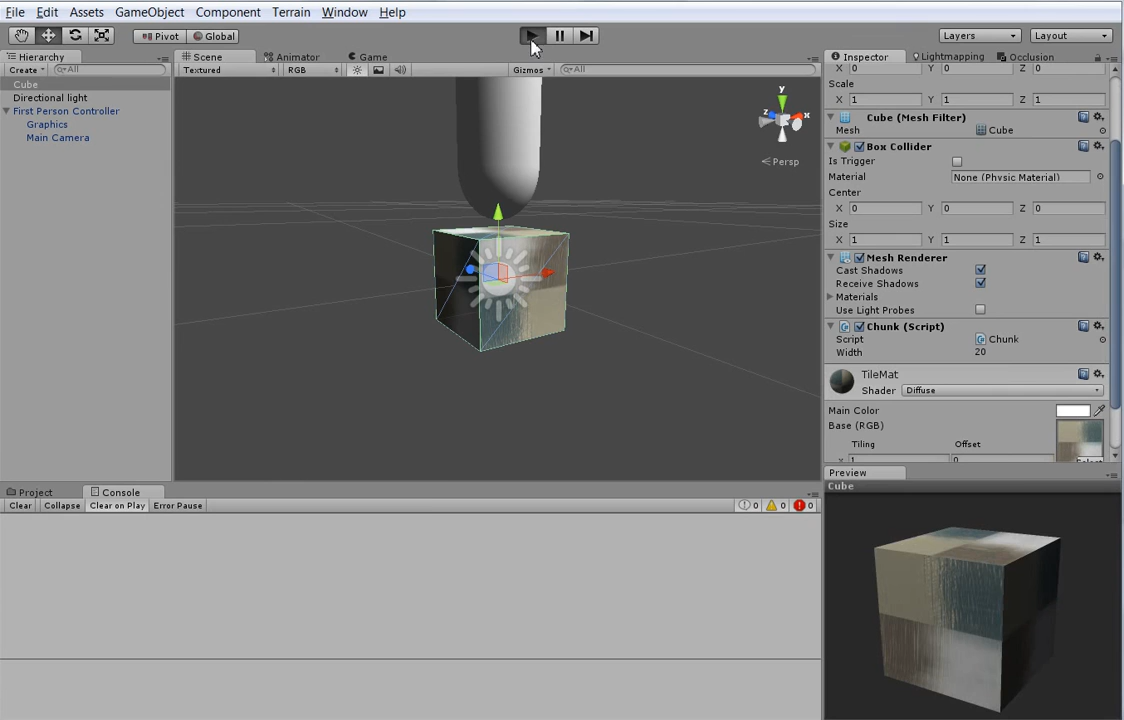 File Edit Assets GameObject Component Terrain Window Help
Pivot Global Layers Layout
Hierarchy
Create All
Cube
Directional light
First Person Controller
Graphics
Main Camera
Scene Animator Game
Textured RGB Gizmos All
y
z x
Persp
Inspector Lightmapping Occlusion
X 0 Y 0 Z 0
Scale
X 1 Y 1 Z 1
Cube (Mesh Filter)
Mesh Cube
Box Collider
Is Trigger
Material None (Physic Material)
Center
X 0 Y 0 Z 0
Size
X 1 Y 1 Z 1
Mesh Renderer
Cast Shadows
Receive Shadows
Materials
Use Light Probes
Chunk (Script)
Script Chunk
Width 20
TileMat
Shader Diffuse
Main Color
Base (RGB)
Tiling Offset
x 1 0
Select
Preview
Cube
Project Console
Clear Collapse Clear on Play Error Pause 0 0 0